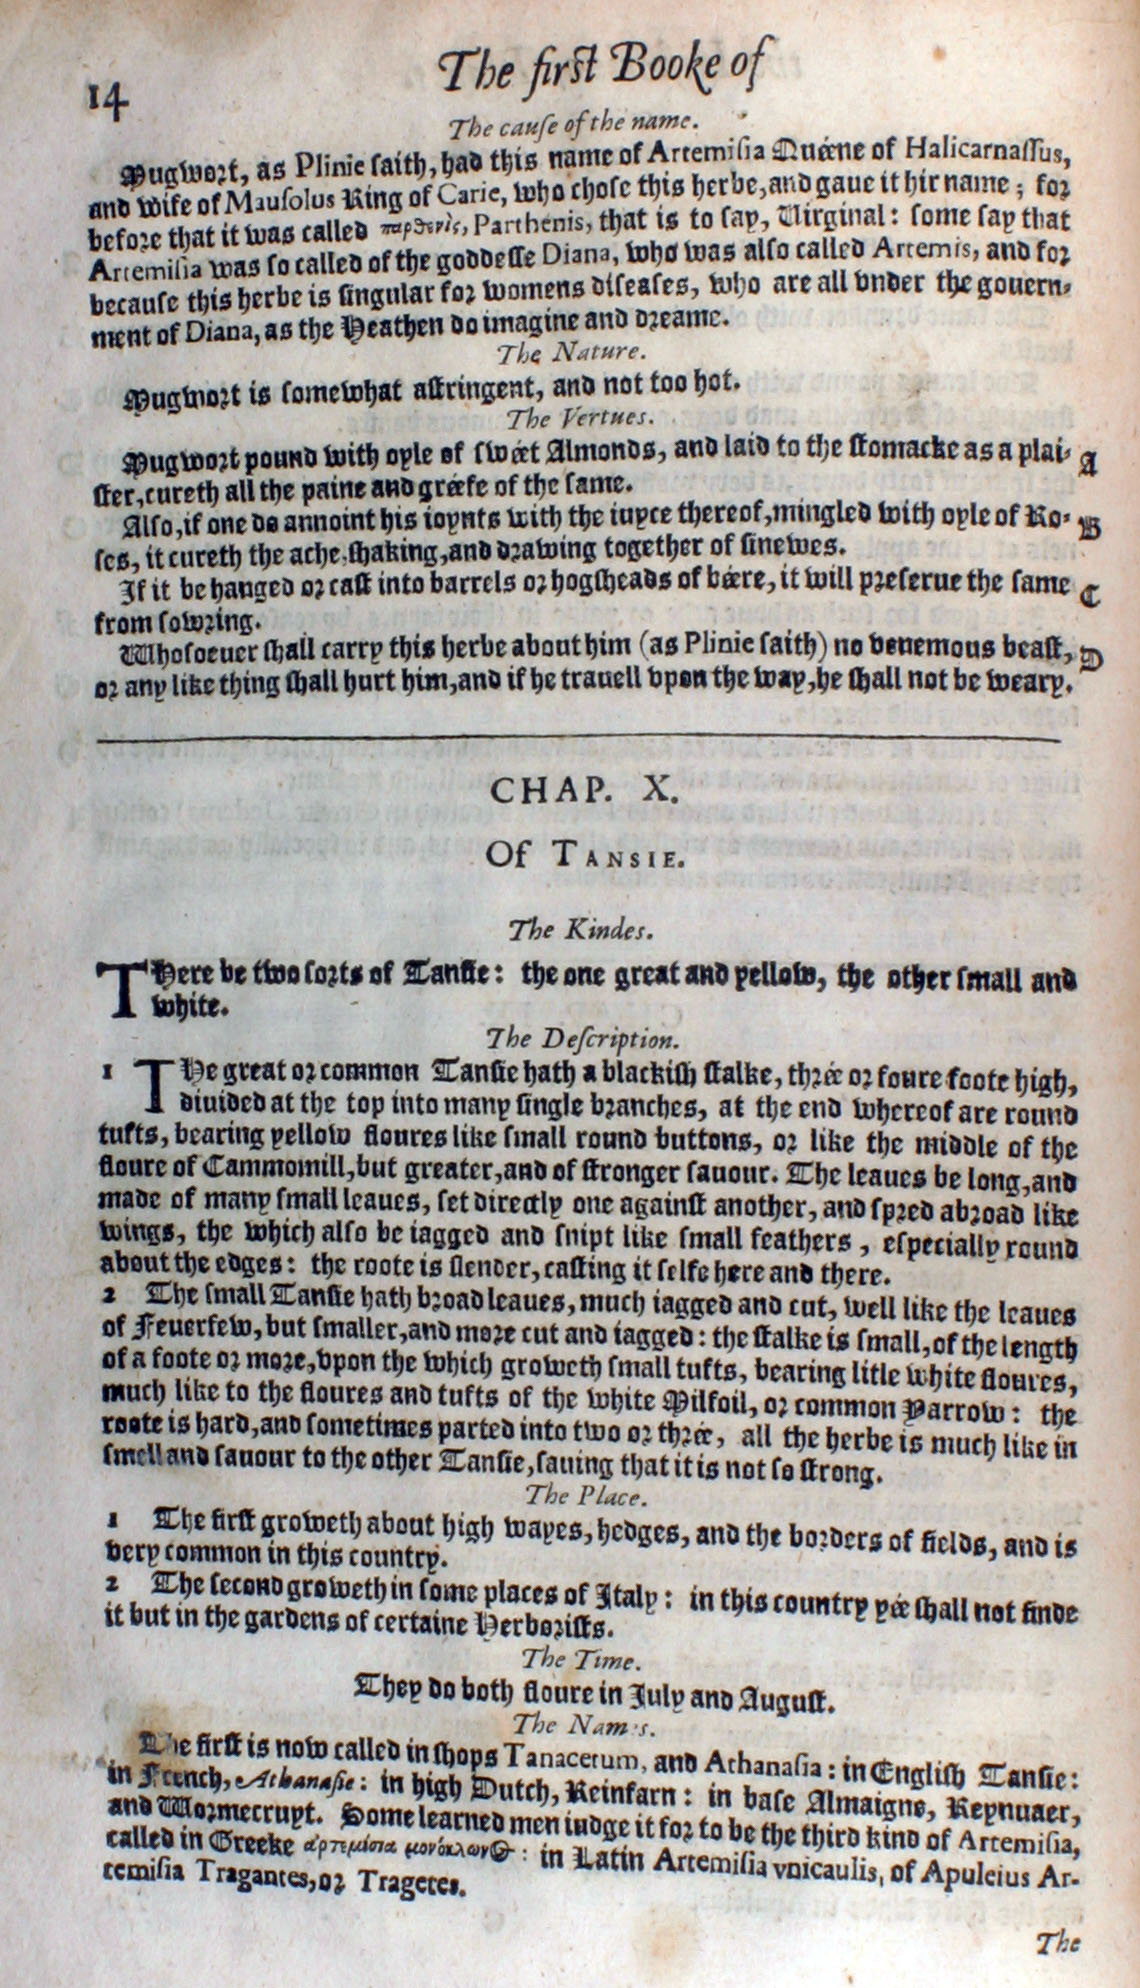 14
The first Booke of
The cause of the name.
Mugwort, as Plinie saith, had this name of Artemisia Queene of Halicarnassus,
and wife of Mausolus King of Carie, who chose this herbe, and gaue it hir name; for
before that it was called παρθενὶς, Parthenis, that is to say, Virginal: some say that
Artemisia was so called of the goddesse Diana, who was also called Artemis, and for
because this herbe is singular for womens diseases, who are all vnder the gouern-
ment of Diana, as the Heathen do imagine and dreame.
The Nature.
Mugwort is somewhat astringent, and not too hot.
The Vertues.
Mugwort pound with oyle of sweet Almonds, and laid to the stomacke as a plai- A
ster, cureth all the paine and greefe of the same.
Also, if one do annoint his ioynts with the iuyce thereof, mingled with oyle of Ro- B
ses, it cureth the ache, shaking, and drawing together of sinewes.
If it be hanged or cast into barrels or hogsheads of beere, it will preserue the same C
from sowring.
Whosoeuer shall carry this herbe about him (as Plinie saith) no venemous beast, D
or any like thing shall hurt him, and if he trauell vpon the way, he shall not be weary.
CHAP. X.
Of TANSIE.
The Kindes.
THere be two sorts of Tansie: the one great and yellow, the other small and
white.
The Description.
1 THe great or common Tansie hath a blackish stalke, three or foure foote high,
diuided at the top into many single branches, at the end whereof are round
tufts, bearing yellow floures like small round buttons, or like the middle of the
floure of Cammomill, but greater, and of stronger sauour. The leaues be long, and
made of many small leaues, set directly one against another, and spred abroad like
wings, the which also be iagged and snipt like small feathers, especially round
about the edges: the roote is slender, casting it selfe here and there.
2 The small Tansie hath broad leaues, much iagged and cut, well like the leaues
of Feuerfew, but smaller, and more cut and iagged: the stalke is small, of the length
of a foote or more, vpon the which groweth small tufts, bearing litle white floures,
much like to the floures and tufts of the white Milfoil, or common Yarrow: the
roote is hard, and sometimes parted into two or three, all the herbe is much like in
smell and sauour to the other Tansie, sauing that it is not so strong.
The Place.
1 The first groweth about high wayes, hedges, and the borders of fields, and is
very common in this country.
2 The second groweth in some places of Italy: in this country yee shall not finde
it but in the gardens of certaine Herborists.
The Time.
They do both floure in July and August.
The Names.
The first is now called in shops Tanacetum, and Athanasia: in English Tansie:
in French, Athanasie: in high Dutch, Reinfarn: in base Almaigne, Reynuaer,
and Wormecruyt. Some learned men iudge it for to be the third kind of Artemisia,
called in Greeke ἀρτεμισία μονόκλωνος: in Latin Artemisia vnicaulis, of Apuleius Ar-
temisia Tragantes, or Trageres.
The